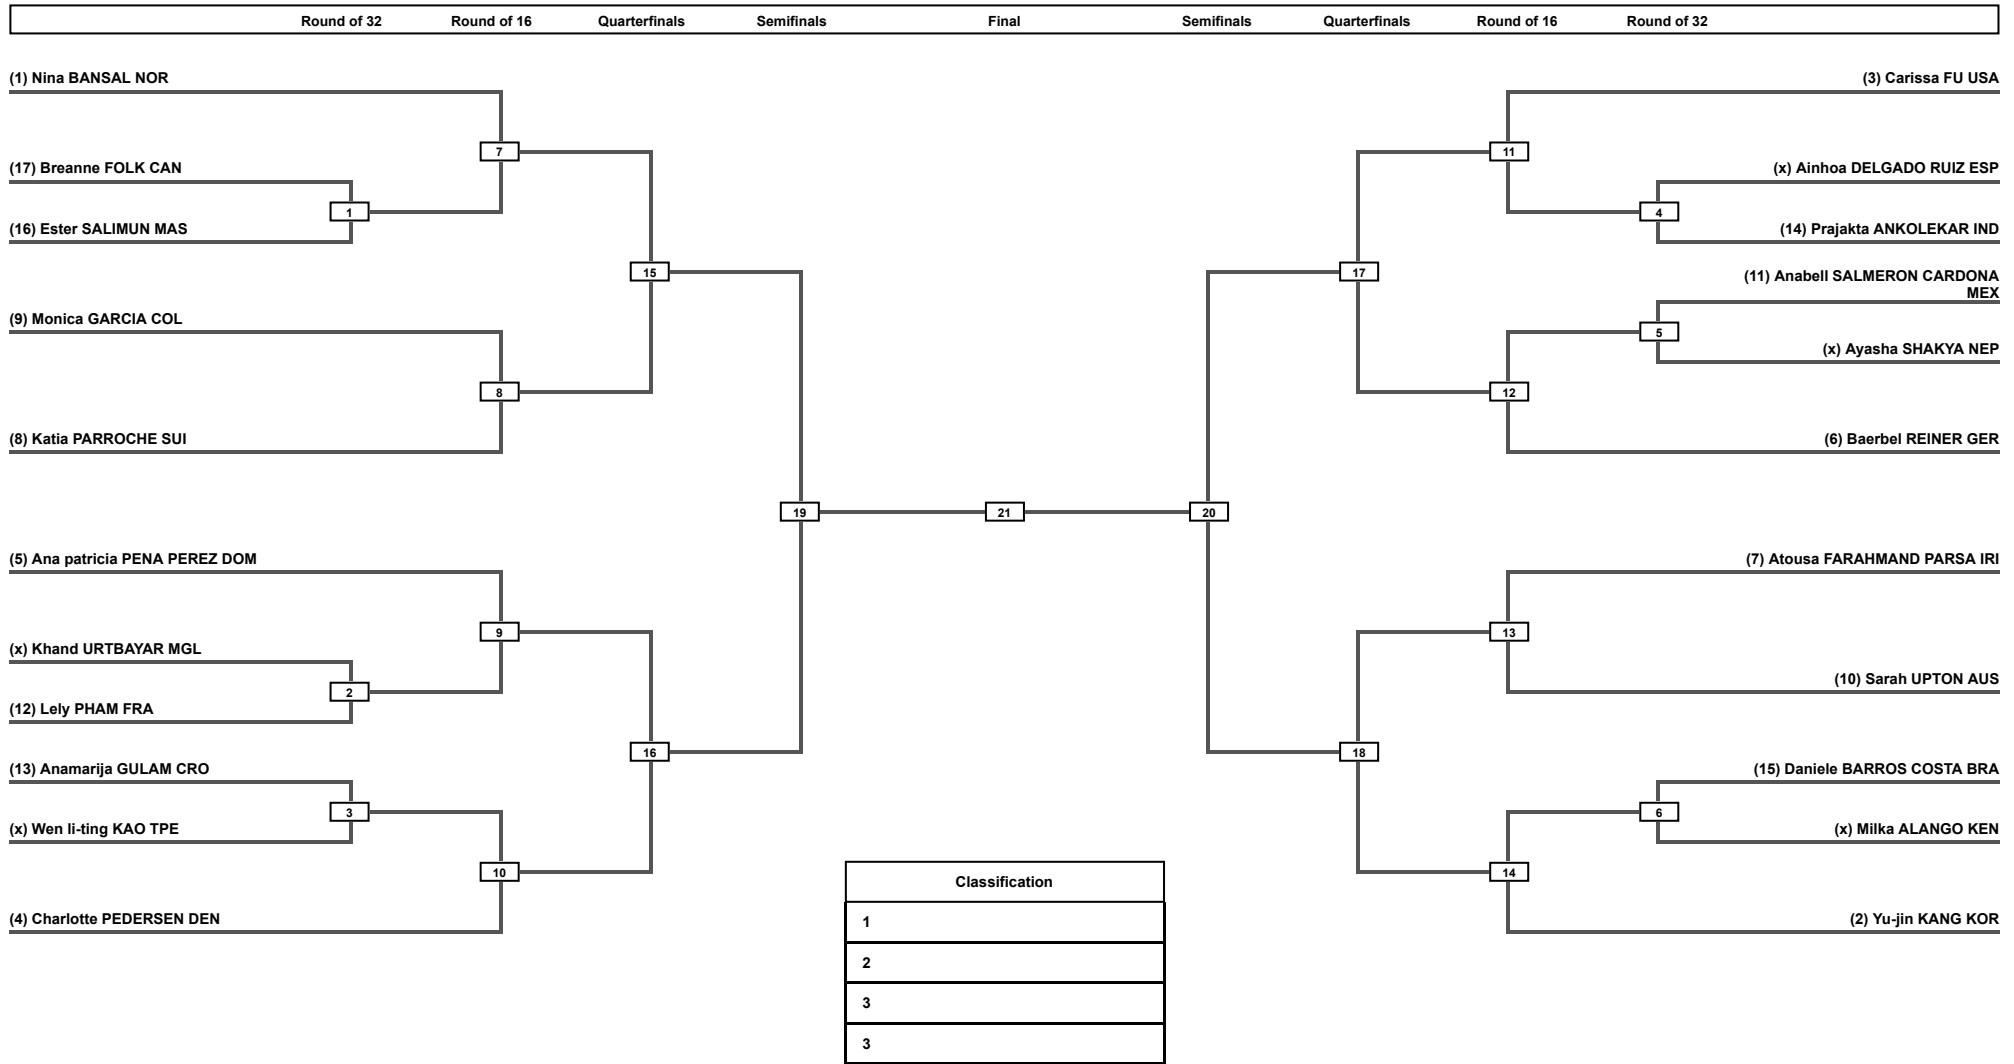 Round of 32 Round of 16 Quarterfinals Semifinals Final Semifinals Quarterfinals Round of 16 Round of 32
(1) Nina BANSAL NOR
(17) Breanne FOLK CAN
(16) Ester SALIMUN MAS
(9) Monica GARCIA COL
(8) Katia PARROCHE SUI
(5) Ana patricia PENA PEREZ DOM
(x) Khand URTBAYAR MGL
(12) Lely PHAM FRA
(13) Anamarija GULAM CRO
(x) Wen li-ting KAO TPE
(4) Charlotte PEDERSEN DEN
1
2
3
7
8
9
10
15
16
19
21
20
17
18
11
12
13
14
4
5
6
(3) Carissa FU USA
(x) Ainhoa DELGADO RUIZ ESP
(14) Prajakta ANKOLEKAR IND
(11) Anabell SALMERON CARDONA
MEX
(x) Ayasha SHAKYA NEP
(6) Baerbel REINER GER
(7) Atousa FARAHMAND PARSA IRI
(10) Sarah UPTON AUS
(15) Daniele BARROS COSTA BRA
(x) Milka ALANGO KEN
(2) Yu-jin KANG KOR
Classification
1
2
3
3